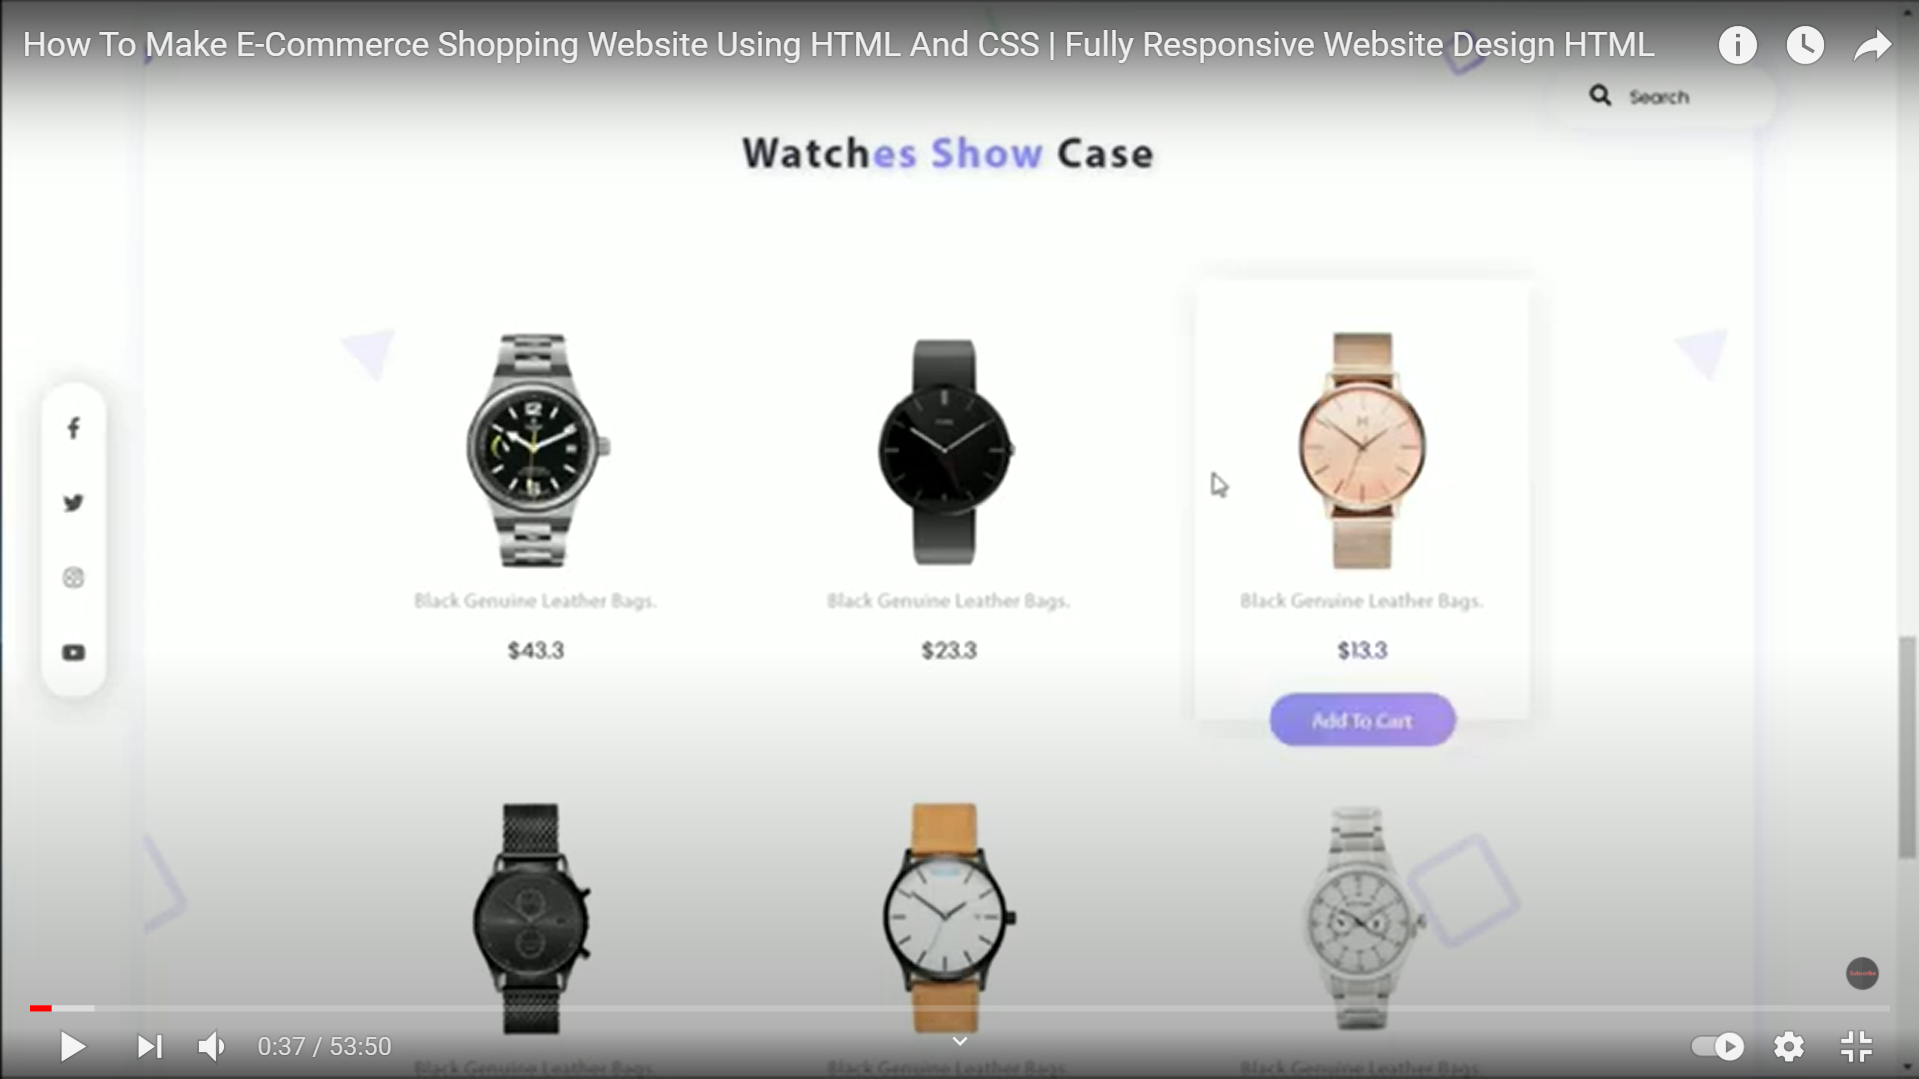 How To Make E-Commerce Shopping Website Using HTML And CSS | Fully Responsive Website Design HTML
Search
Watches Show Case
Black Genuine Leather Bags.
Black Genuine Leather Bags.
Black Genuine Leather Bags.
$43.3
$23.3
$13.3
Add To Cart
Subscribe
0:37 / 53:50
Black Genuine Leather Bags.
Black Genuine Leather Bags.
Black Genuine Leather Bags.